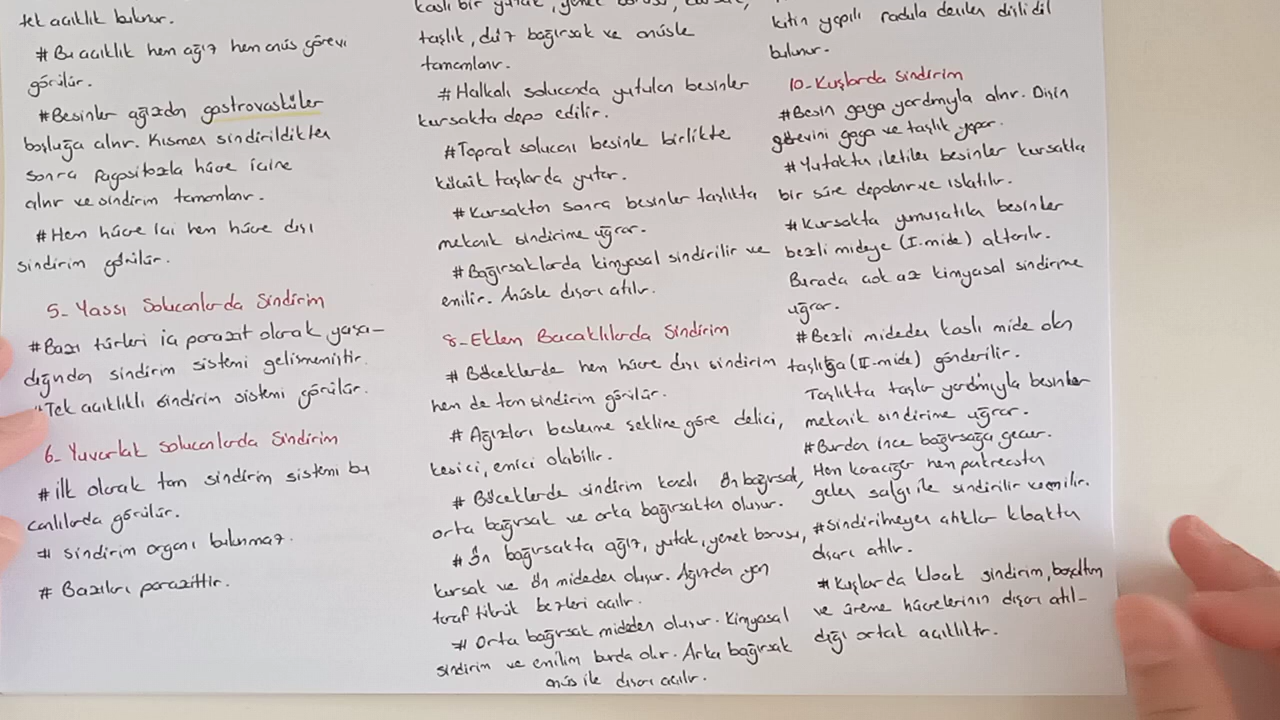 tek açıklık bulunur.
# Bu açıklık hem ağız hem anüs görevi
görülür.
# Besinler ağızdan gastrovasküler
boşluğa alınır. Kısmen sindirildikten
sonra fagositozla hücre içine
alınır ve sindirim tamamlanır.
# Hem hücre içi hem hücre dışı
sindirim görülür.
5- Yassı Solucanlarda Sindirim
# Bazı türleri iç parazit olarak yaşa-
dığından sindirim sistemi gelişmemiştir.
# Tek açıklıklı sindirim sistemi görülür.
6- Yuvarlak solucanlarda Sindirim
# İlk olarak tam sindirim sistemi bu
canlılarda görülür.
# Sindirim organı bulunmaz.
# Bazıları parazittir.
kaslı bir yutak, yemek borusu, kursak,
taşlık, düz bağırsak ve anüsle
tamamlanır.
# Halkalı solucanda yutulan besinler
kursakta depo edilir.
# Toprak solucanı besinle birlikte
küçük taşlarda yutar.
# Kursaktan sonra besinler taşlıkta
mekanik sindirime uğrar.
# Bağırsaklarda kimyasal sindirilir ve
emilir. Anüsle dışarı atılır.
8- Eklem Bacaklılarda Sindirim
# Böceklerde hem hücre dışı sindirim
hem de tam sindirim görülür.
# Ağızları beslenme şekline göre delici,
kesici, emici olabilir.
# Böceklerde sindirim kanalı ön bağırsak,
orta bağırsak ve arka bağırsaktan oluşur.
# Ön bağırsakta ağız, yutak, yemek borusu,
kursak ve ön mideden oluşur. Ağızda yan
taraf tükrük bezleri açılır.
# Orta bağırsak mideden oluşur. Kimyasal
sindirim ve emilim burda olur. Arka bağırsak
anüs ile dışarı açılır.
kitin yapılı radula denilen dişli dil
bulunur.
10- Kuşlarda Sindirim
# Besin gaga yardımıyla alınır. Dişin
görevini gaga ve taşlık yapar.
# Yutaktan iletilen besinler kursakta
bir süre depolanır ve ıslatılır.
# Kursakta yumuşatılan besinler
bezli mideye (I. mide) aktarılır.
Burada çok az kimyasal sindirime
uğrar.
# Bezli mideden kaslı mide olan
taşlığa (II. mide) gönderilir.
Taşlıkta taşlar yardımıyla besinler
mekanik sindirime uğrar.
# Burdan ince bağırsağa geçer.
Hem karaciğer hem pankreastan
gelen salgı ile sindirilir ve emilir.
# Sindirilmeyen atıklar kloaktan
dışarı atılır.
# Kuşlarda kloak sindirim, boşaltım
ve üreme hücrelerinin dışarı atıl-
dığı ortak açıklıktır.